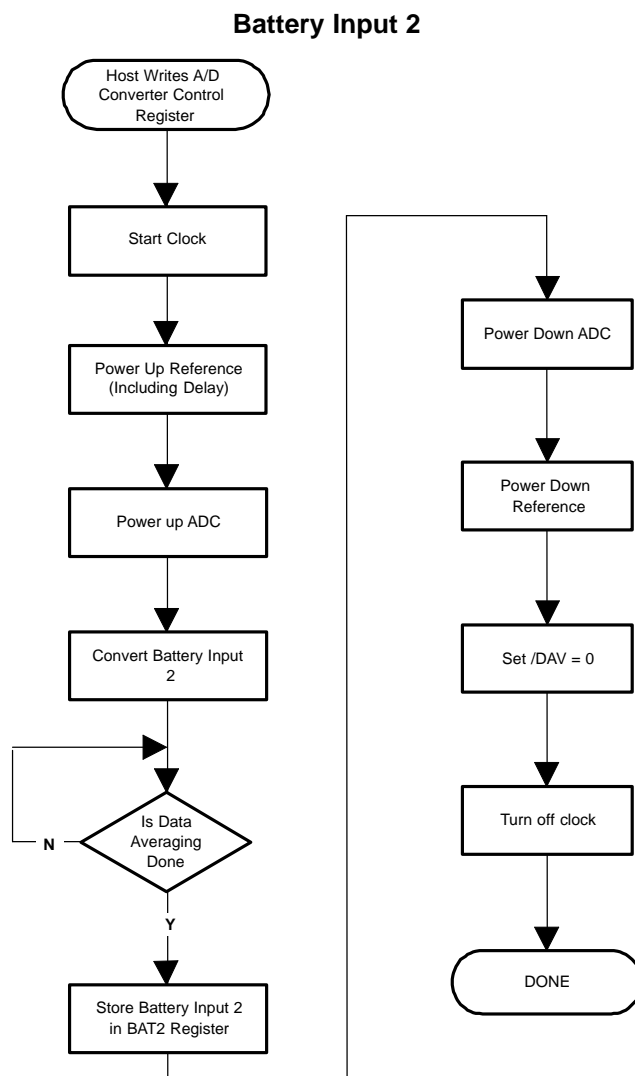 Battery Input 2
Host Writes A/D
Converter Control
Register
Start Clock
Power Up Reference
(Including Delay)
Power up ADC
Convert Battery Input
2
Is Data
Averaging
Done
N
Y
Store Battery Input 2
in BAT2 Register
Power Down ADC
Power Down
Reference
Set /DAV = 0
Turn off clock
DONE